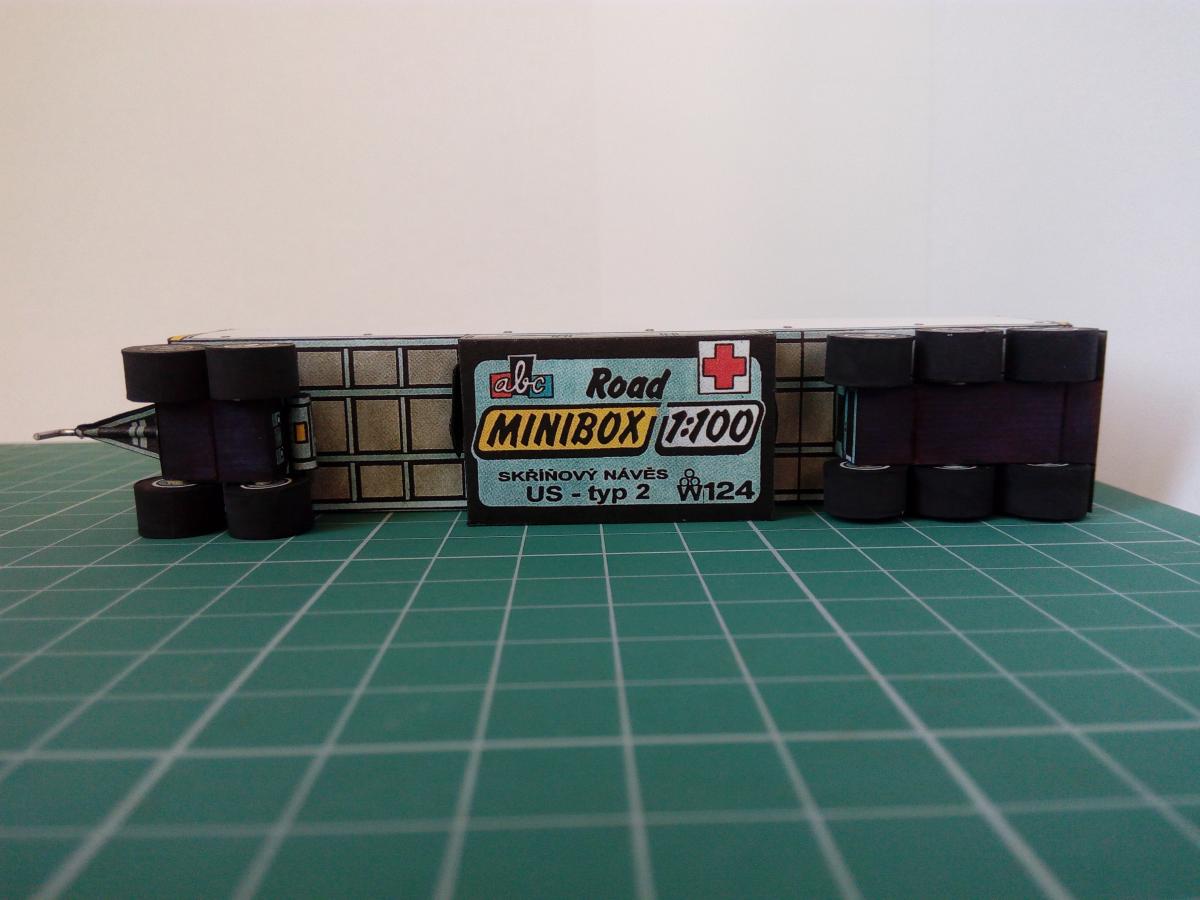 abc
Road
MINIBOX 1:100
SKŘÍŇOVÝ NÁVĚS
US - typ 2 W124